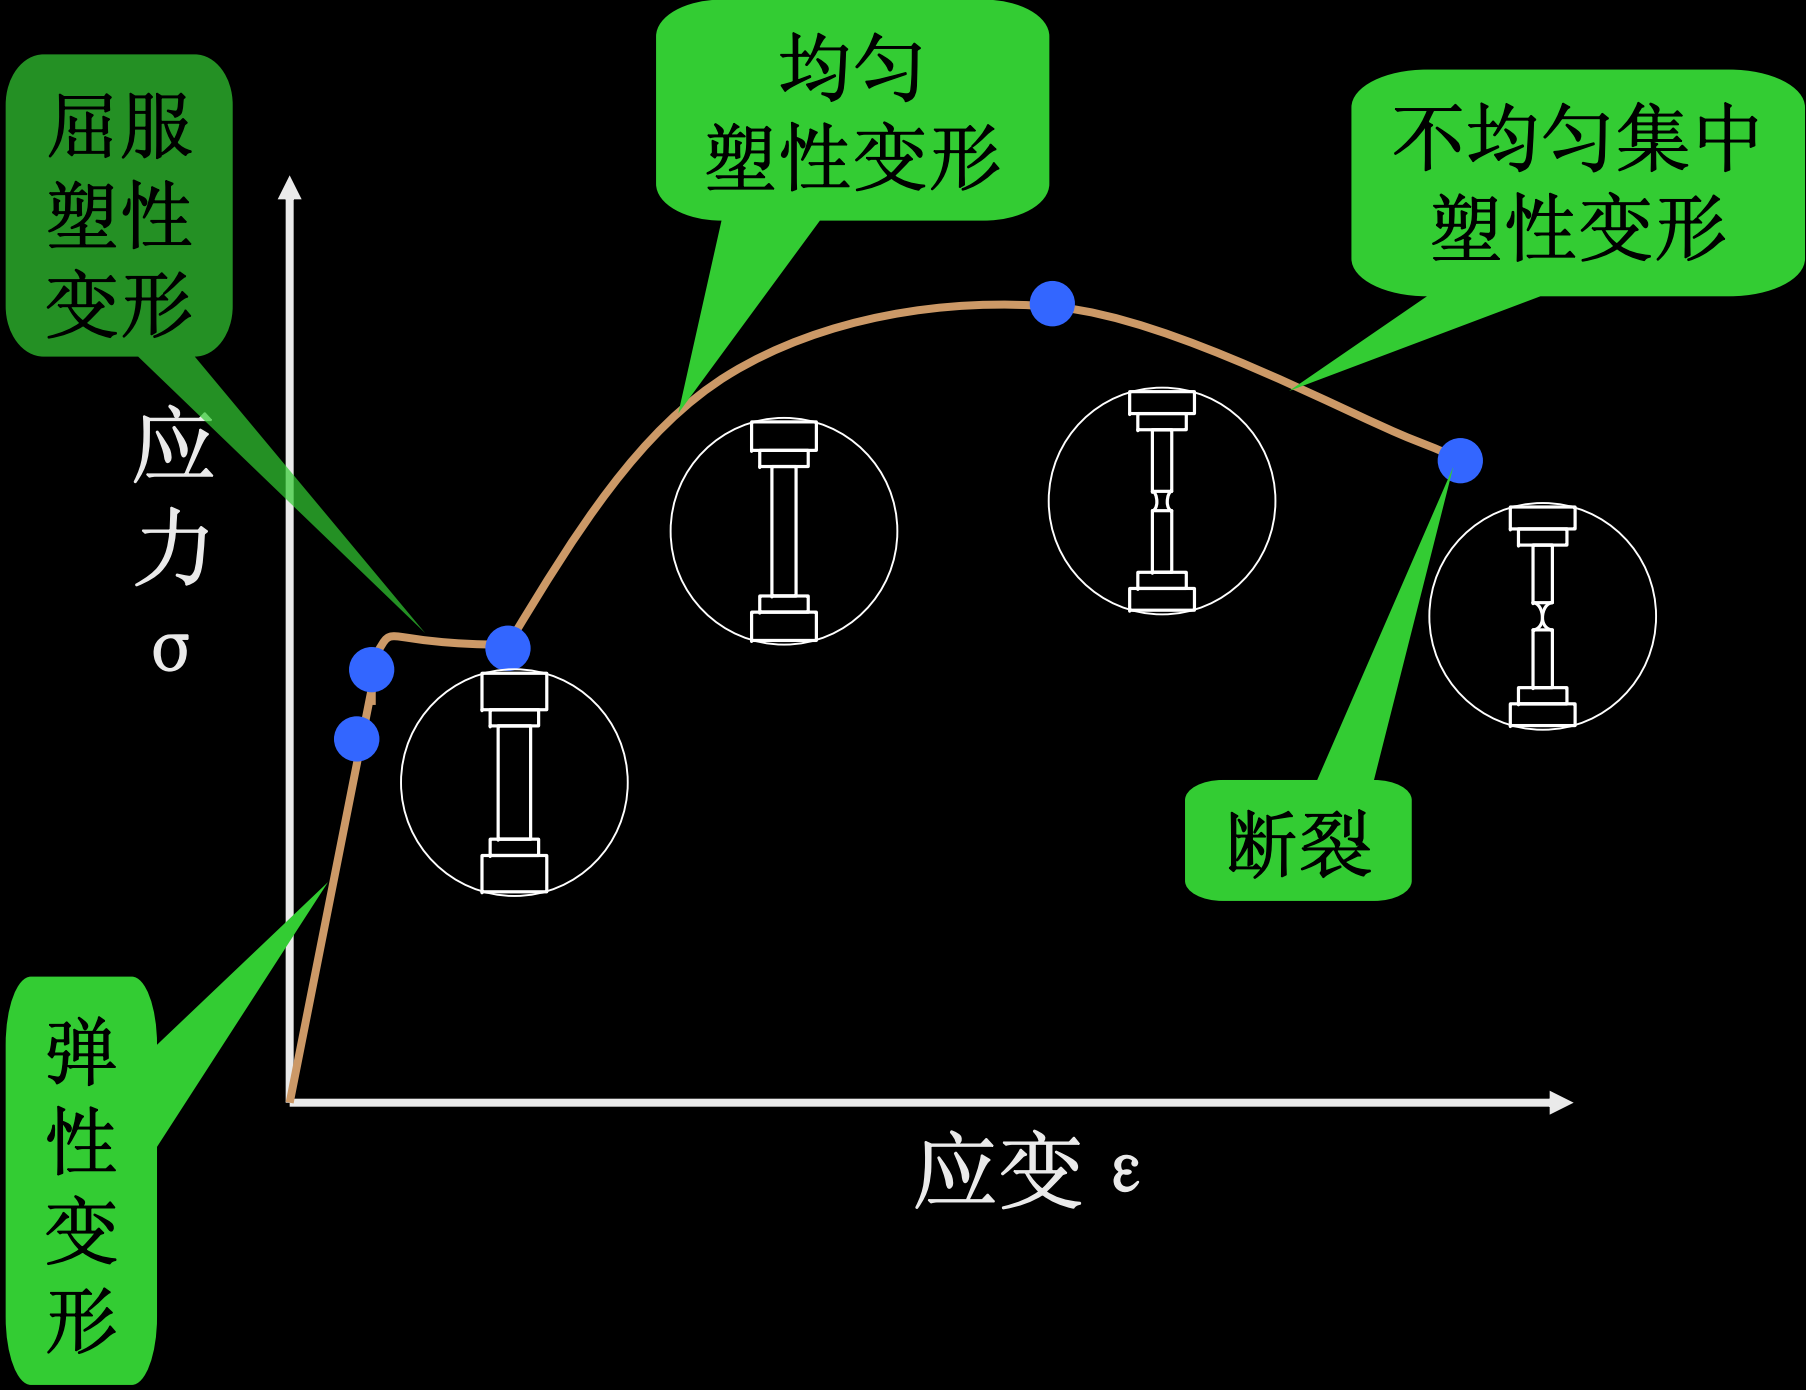 均匀
塑性变形
屈服
塑性
变形
不均匀集中
塑性变形
应
力
σ
断裂
弹
性
变
形
应变 ε